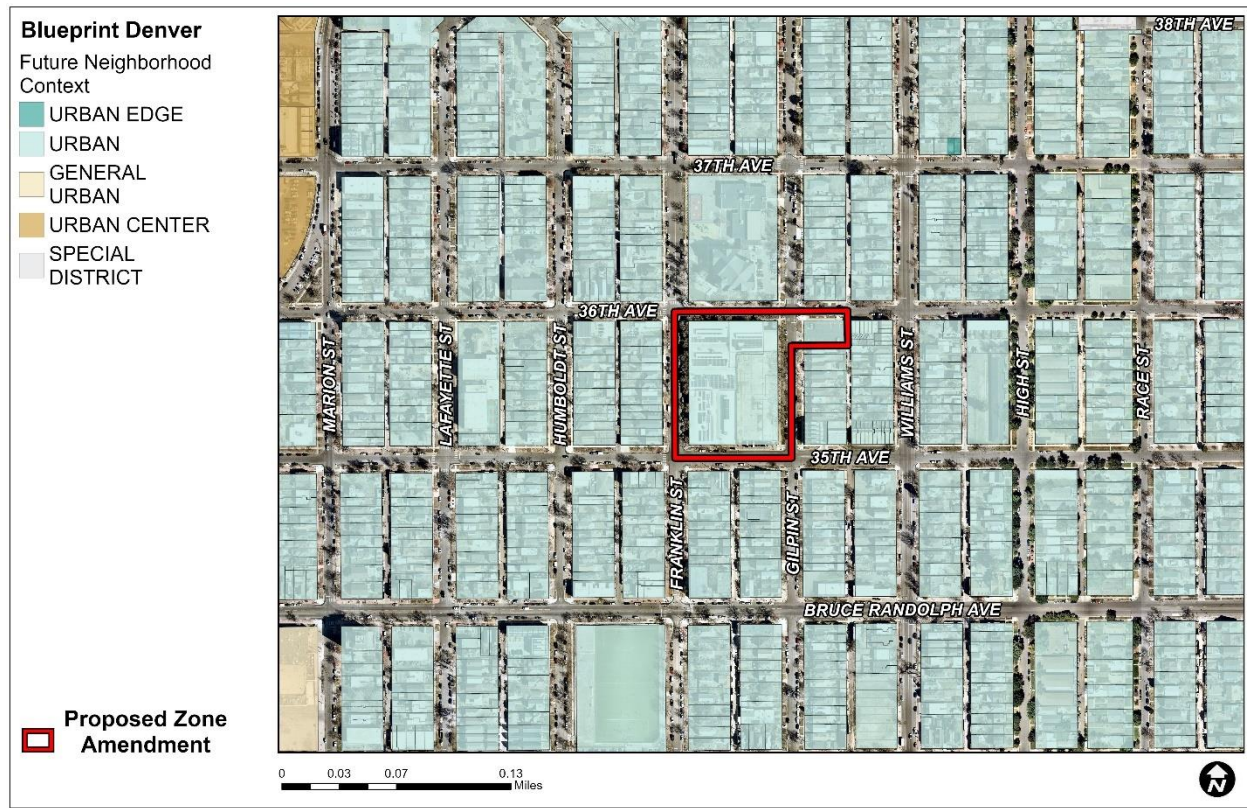 Blueprint Denver
Future Neighborhood
Context
URBAN EDGE
URBAN
GENERAL
URBAN
URBAN CENTER
SPECIAL
DISTRICT
Proposed Zone
Amendment
38TH AVE
37TH AVE
36TH AVE
MARION ST
LAFAYETTE ST
HUMBOLDT ST
WILLIAMS ST
HIGH ST
RACE ST
35TH AVE
FRANKLIN ST
GILPIN ST
BRUCE RANDOLPH AVE
0 0.03 0.07 0.13
Miles
N